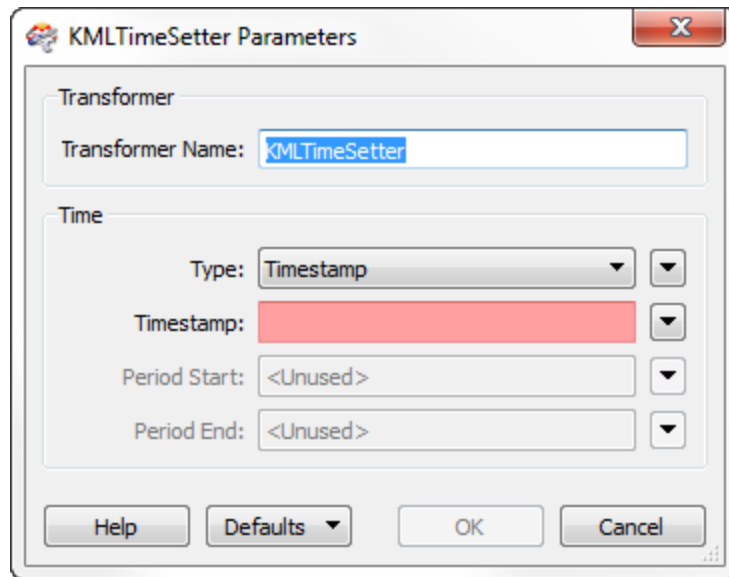 KMLTimeSetter Parameters
Transformer
Transformer Name: KMLTimeSetter
Time
Type: Timestamp
Timestamp:
Period Start: <Unused>
Period End: <Unused>
Help Defaults OK Cancel